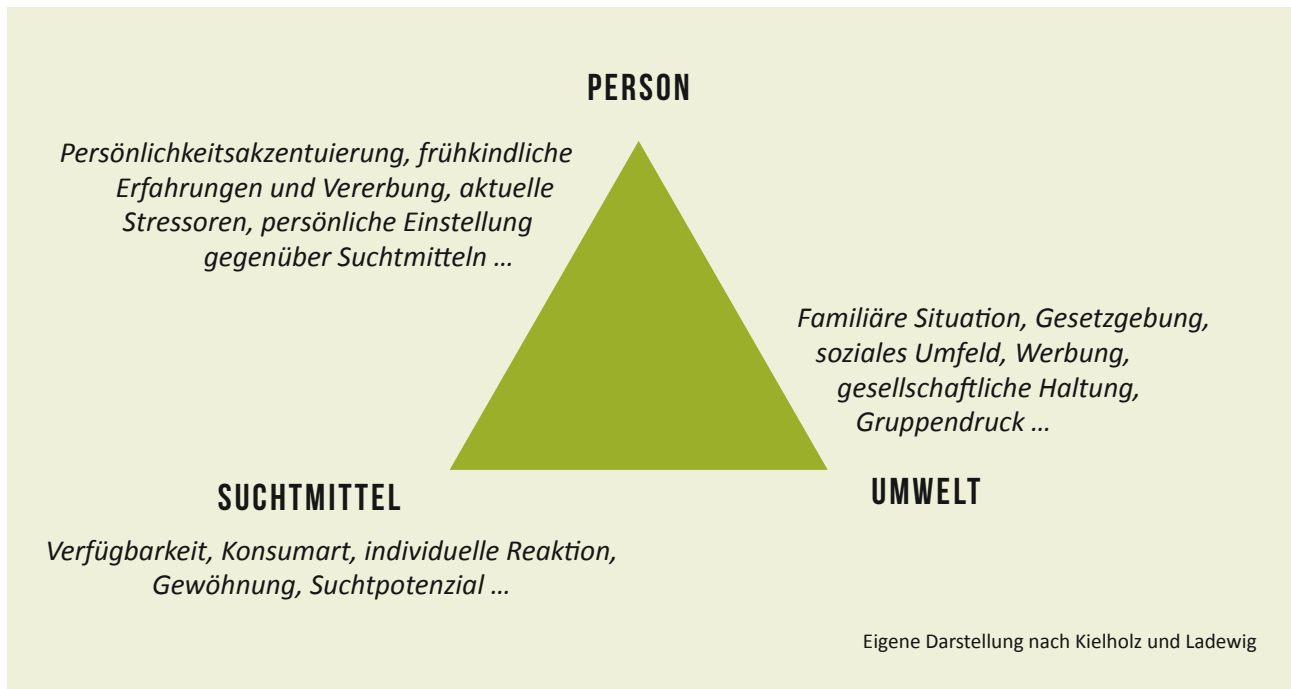 PERSON
Persönlichkeitsakzentuierung, frühkindliche
Erfahrungen und Vererbung, aktuelle
Stressoren, persönliche Einstellung
gegenüber Suchtmitteln ...
Familiäre Situation, Gesetzgebung,
soziales Umfeld, Werbung,
gesellschaftliche Haltung,
Gruppendruck ...
SUCHTMITTEL
Verfügbarkeit, Konsumart, individuelle Reaktion,
Gewöhnung, Suchtpotenzial ...
UMWELT
Eigene Darstellung nach Kielholz und Ladewig